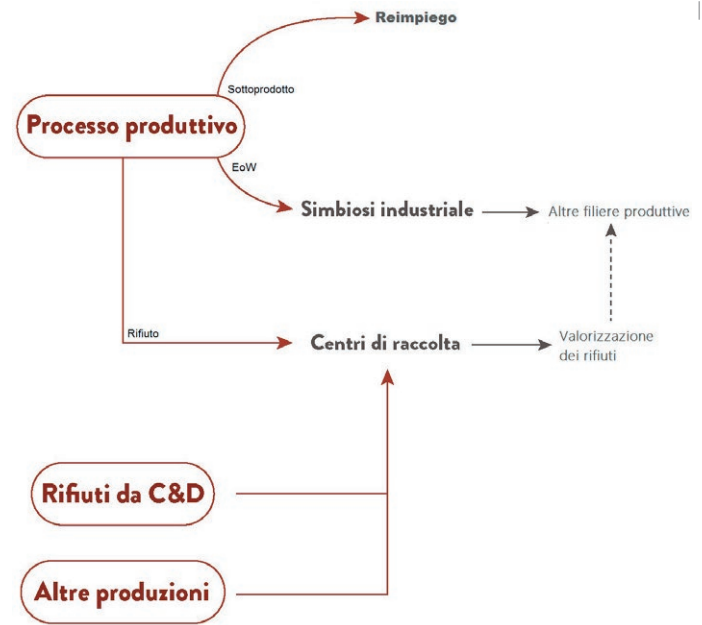 Reimpiego
Sottoprodotto
Processo produttivo
EoW
Simbiosi industriale
Altre filiere produttive
Rifiuto
Centri di raccolta
Valorizzazione
dei rifiuti
Rifiuti da C&D
Altre produzioni